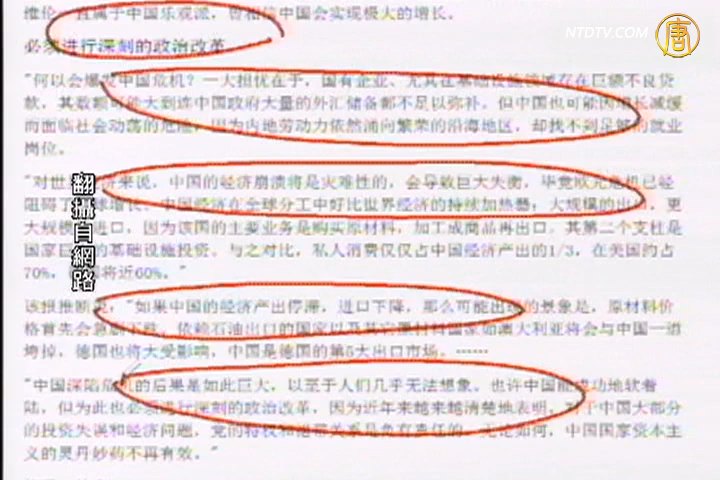 NTDTV.COM
唐
维伦一直属于中国乐观派，曾相信中国会实现极大的增长。
必须进行深刻的政治改革
"何以会爆发中国危机？一大担忧在于，国有企业、尤其在基础设施领域存在巨额不良贷
款，其数额可能大到连中国政府大量的外汇储备都不足以弥补。但中国也可能因增长减缓
而面临社会动荡的危险，因为内地劳动力依然涌向繁荣的沿海地区，却找不到足够的就业
岗位。
"对世界经济来说，中国的经济崩溃将是灾难性的，会导致巨大失衡，毕竟欧元危机已经
阻碍了全球增长。中国经济在全球分工中好比世界经济的持续加热器：大规模的出口，更
大规模的进口，因为该国的主要业务是购买原材料，加工成商品再出口。其第二个支柱是
国家巨额的基础设施投资。与之对比，私人消费仅仅占中国经济产出的1/3，在美国约占
70%，德国将近60%。"
该报推断说，"如果中国的经济产出停滞，进口下降，那么可能出现的景象是，原材料价
格首先会急剧下跌。依赖石油出口的国家以及其它原材料国家如澳大利亚将会与中国一道
垮掉，德国也将大受影响，中国是德国的第5大出口市场。······
"中国深陷危机的后果是如此巨大，以至于人们几乎无法想象。也许中国能成功地软着
陆，但为此也必须进行深刻的政治改革，因为近年来越来越清楚地表明，对于中国大部分
的投资失误和经济问题，党的特权和裙带关系是负有责任的。无论如何，中国国家资本主
义的灵丹妙药不再有效。"
翻攝自網路